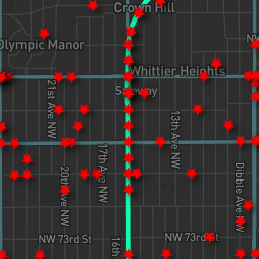 Crown Hill
NW
Olympic Manor
Whittier Heights
Safeway
21st Ave NW
13th Ave NW
17th Ave NW
20th Ave NW
Dibble Ave NW
NW 73rd St
NW 73rd St
16th